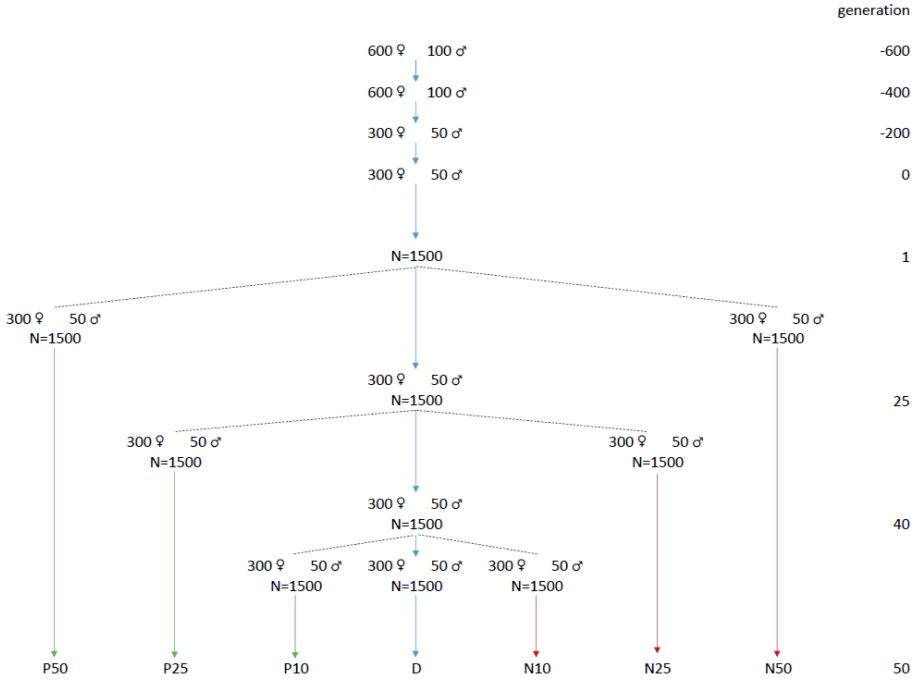 generation
600 ♀ 100 ♂ -600
600 ♀ 100 ♂ -400
300 ♀ 50 ♂ -200
300 ♀ 50 ♂ 0
N=1500 1
300 ♀ 50 ♂ 300 ♀ 50 ♂
N=1500 N=1500
300 ♀ 50 ♂
N=1500 25
300 ♀ 50 ♂ 300 ♀ 50 ♂
N=1500 N=1500
300 ♀ 50 ♂
N=1500 40
300 ♀ 50 ♂ 300 ♀ 50 ♂ 300 ♀ 50 ♂
N=1500 N=1500 N=1500
P50 P25 P10 D N10 N25 N50 50